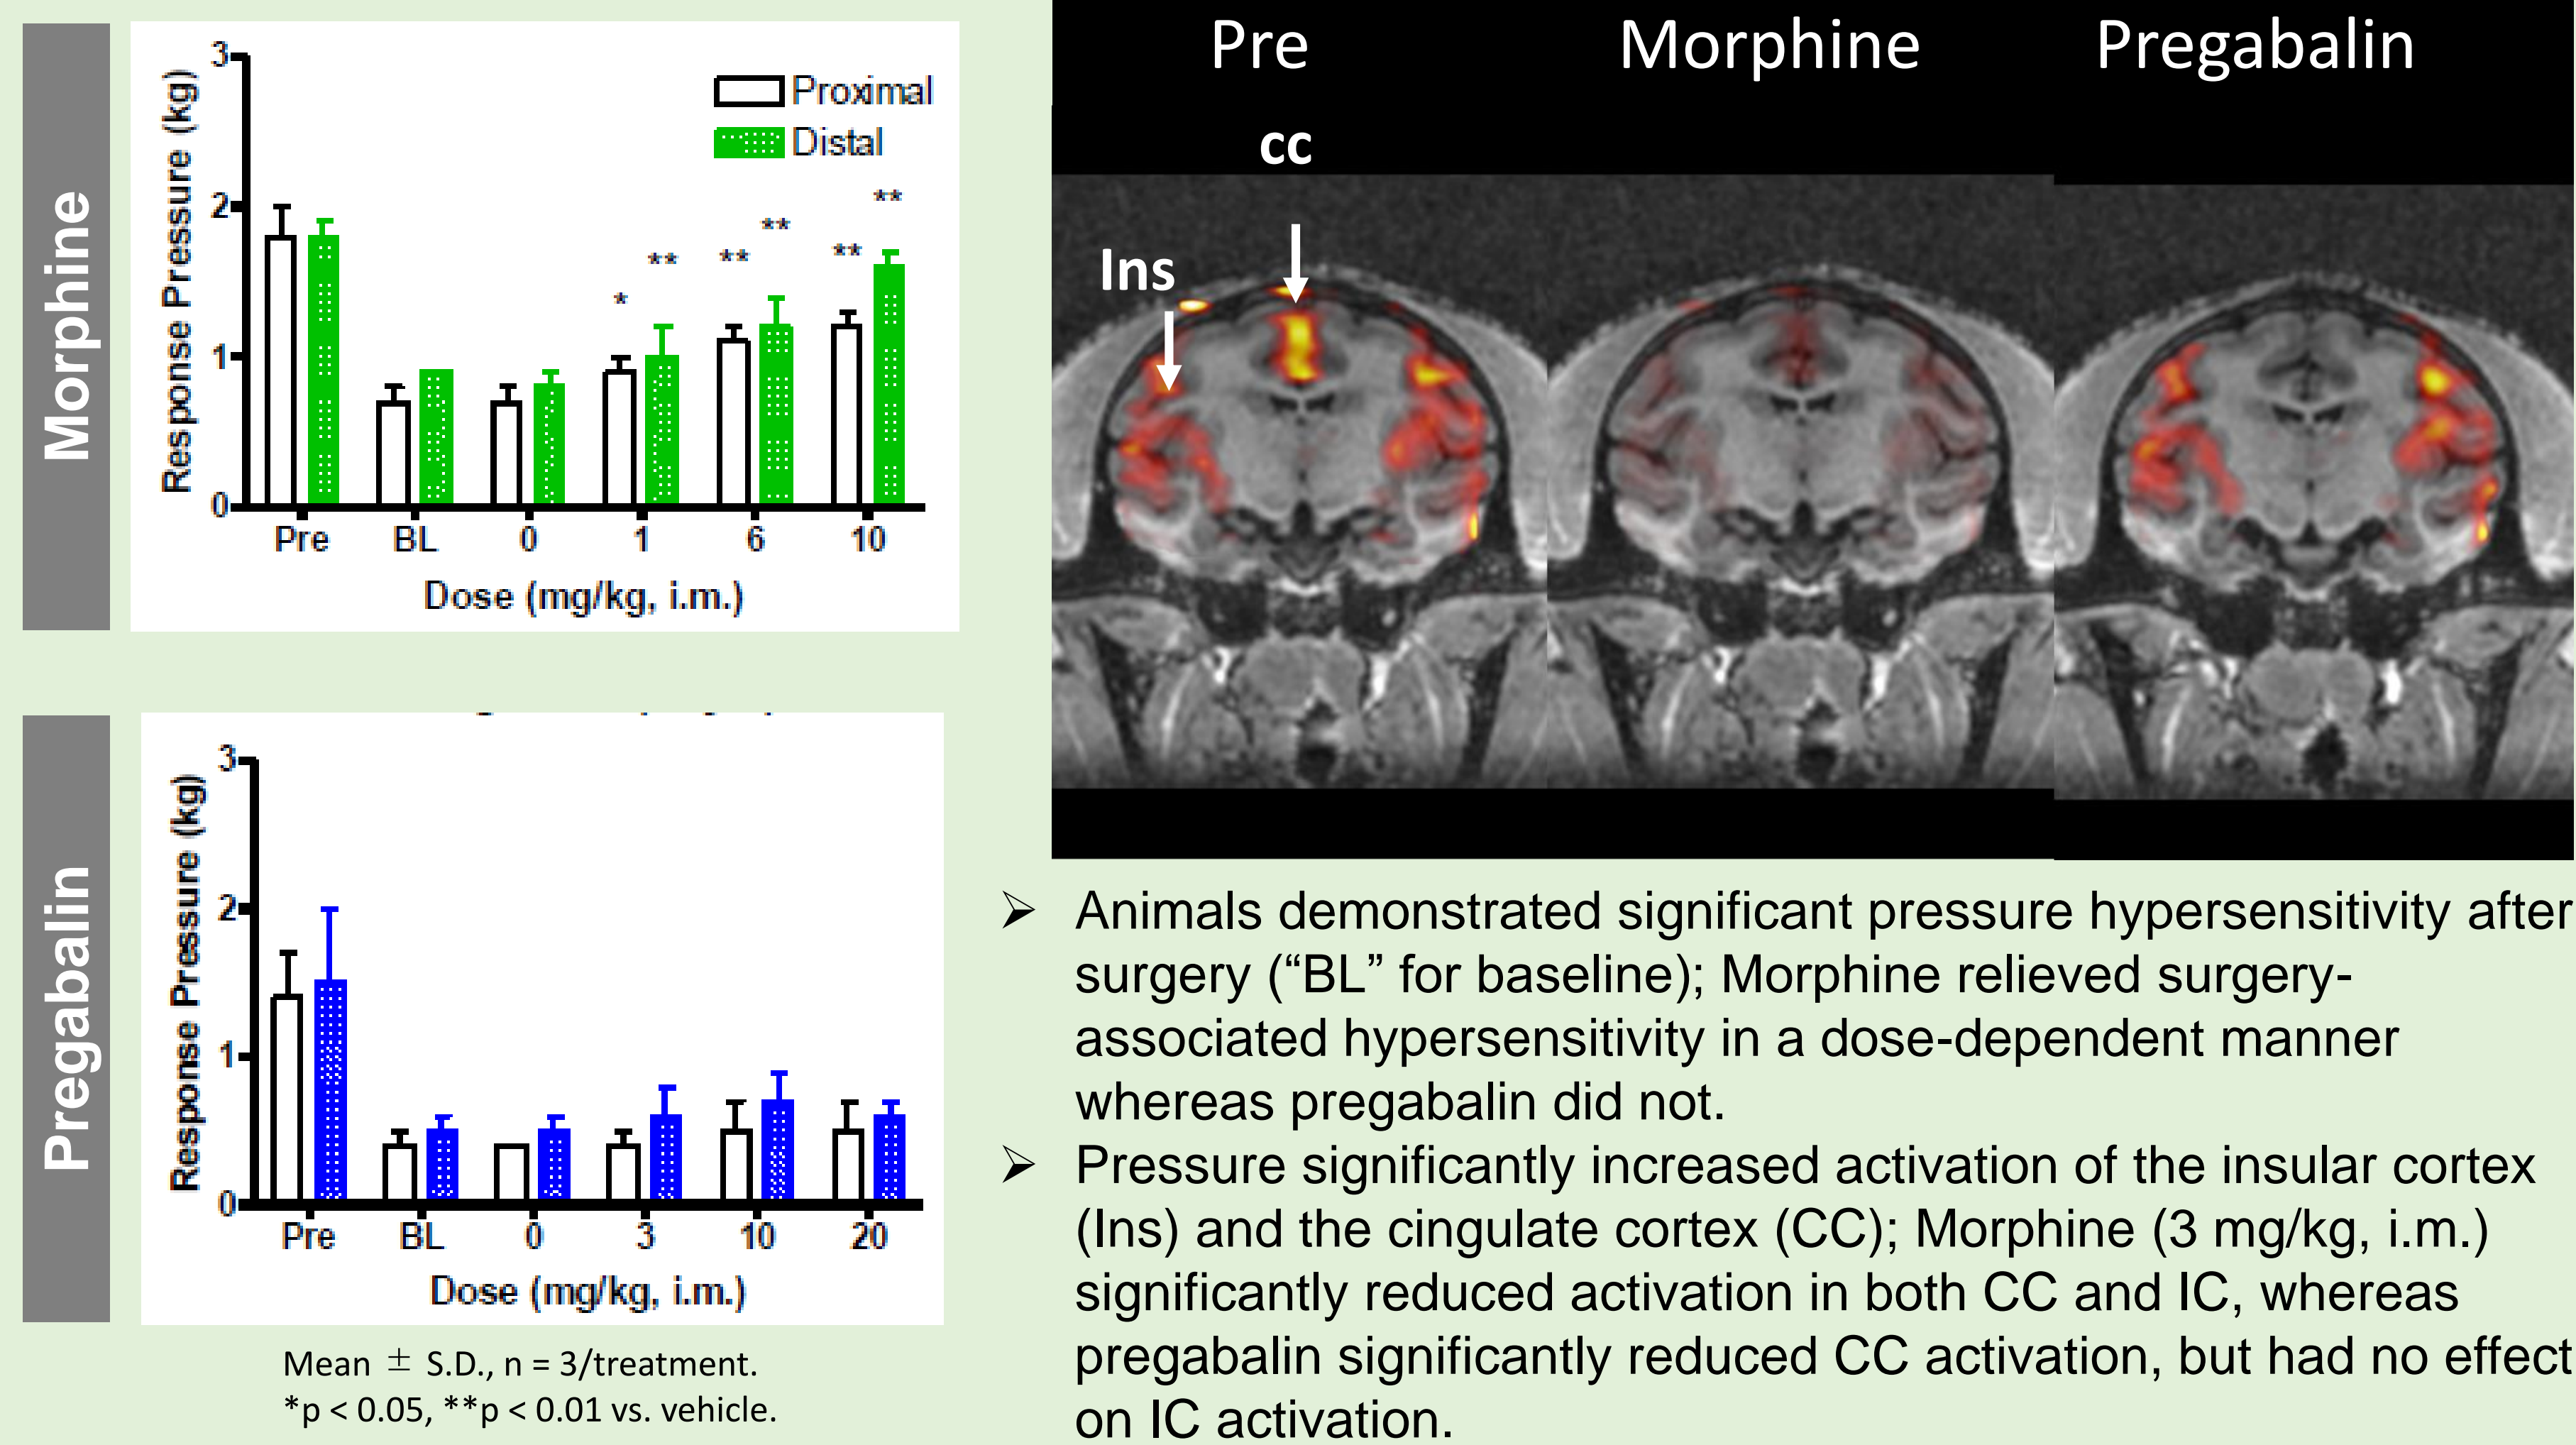 Morphine
3
2
1
0
Response Pressure (kg)
Proximal
Distal
*
**
**
**
**
**
Pre BL 0 1 6 10
Dose (mg/kg, i.m.)
Pregabalin
3
2
1
0
Response Pressure (kg)
Pre BL 0 3 10 20
Dose (mg/kg, i.m.)
Mean ± S.D., n = 3/treatment.
*p < 0.05, **p < 0.01 vs. vehicle.
Pre Morphine Pregabalin
cc
Ins
➢ Animals demonstrated significant pressure hypersensitivity after
surgery (“BL” for baseline); Morphine relieved surgery-
associated hypersensitivity in a dose-dependent manner
whereas pregabalin did not.
➢ Pressure significantly increased activation of the insular cortex
(Ins) and the cingulate cortex (CC); Morphine (3 mg/kg, i.m.)
significantly reduced activation in both CC and IC, whereas
pregabalin significantly reduced CC activation, but had no effect
on IC activation.